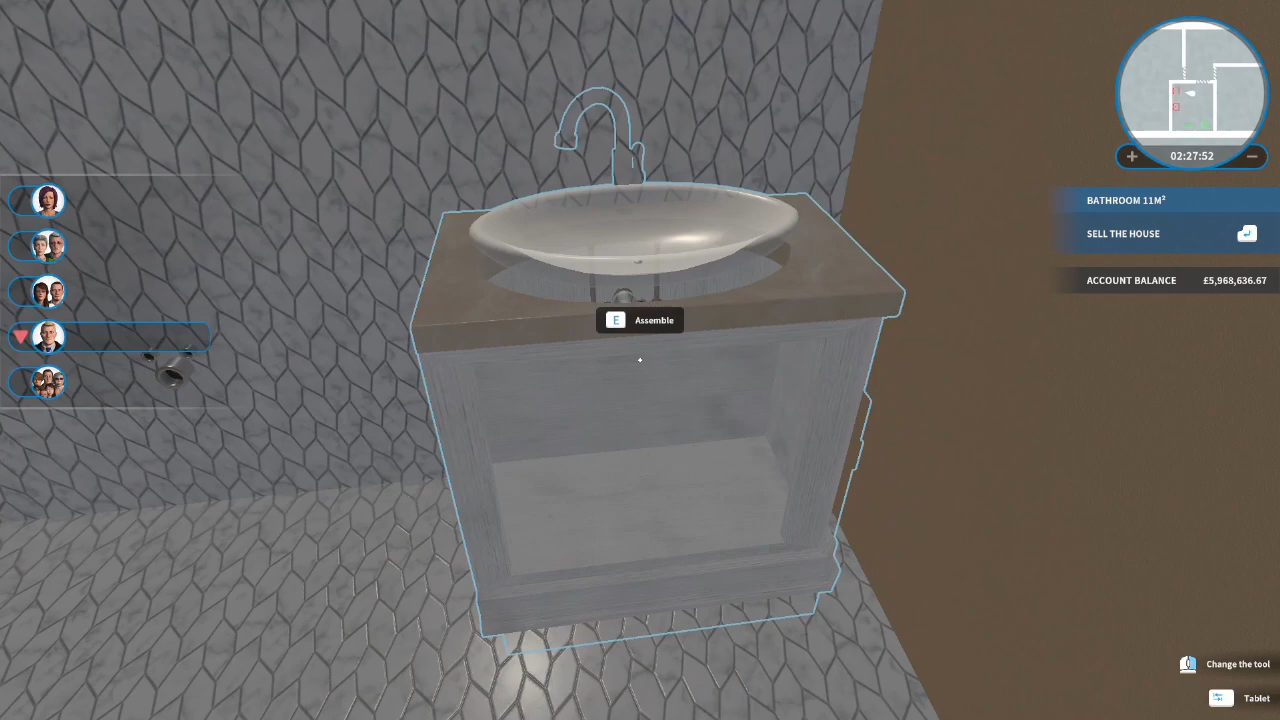 02:27:52
BATHROOM 11M²
SELL THE HOUSE
ACCOUNT BALANCE £5,968,636.67
E Assemble
Change the tool
Tablet